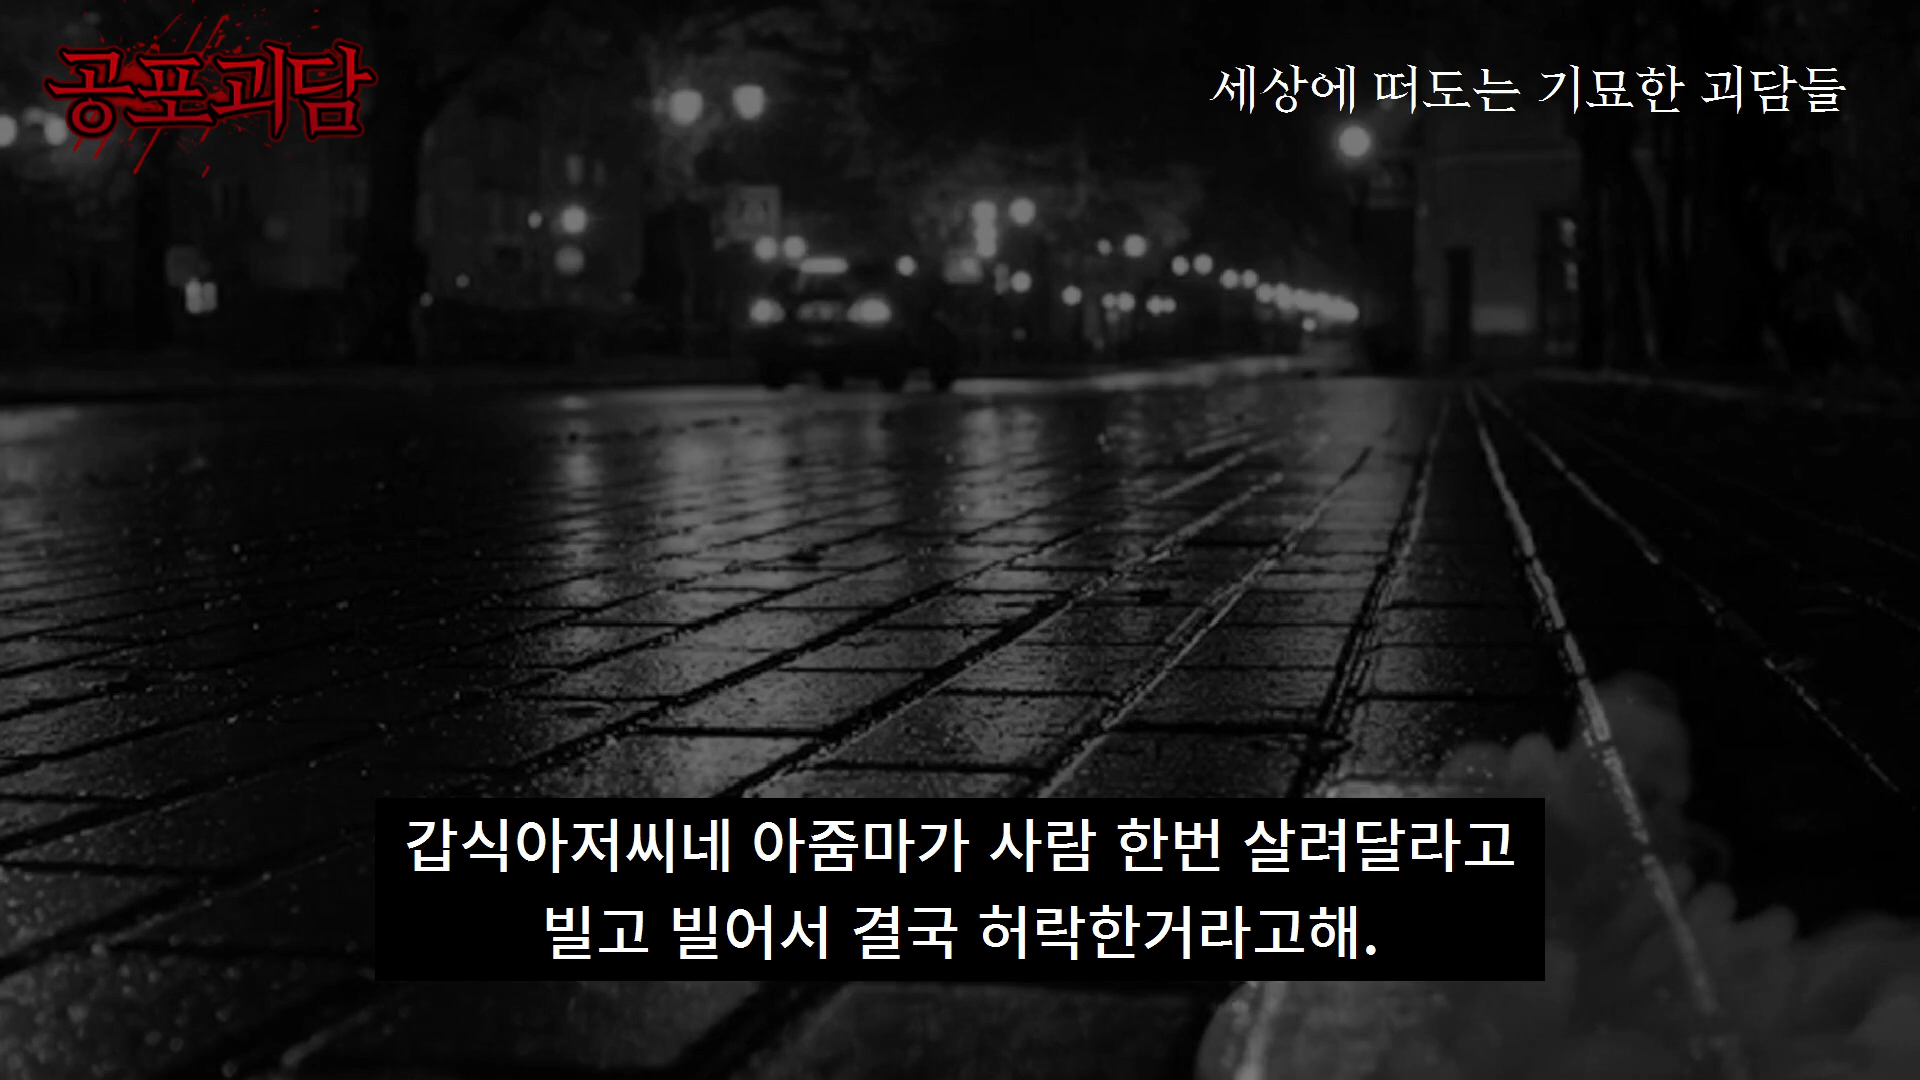 공포괴담
세상에 떠도는 기묘한 괴담들
갑식아저씨네 아줌마가 사람 한번 살려달라고
빌고 빌어서 결국 허락한거라고해.